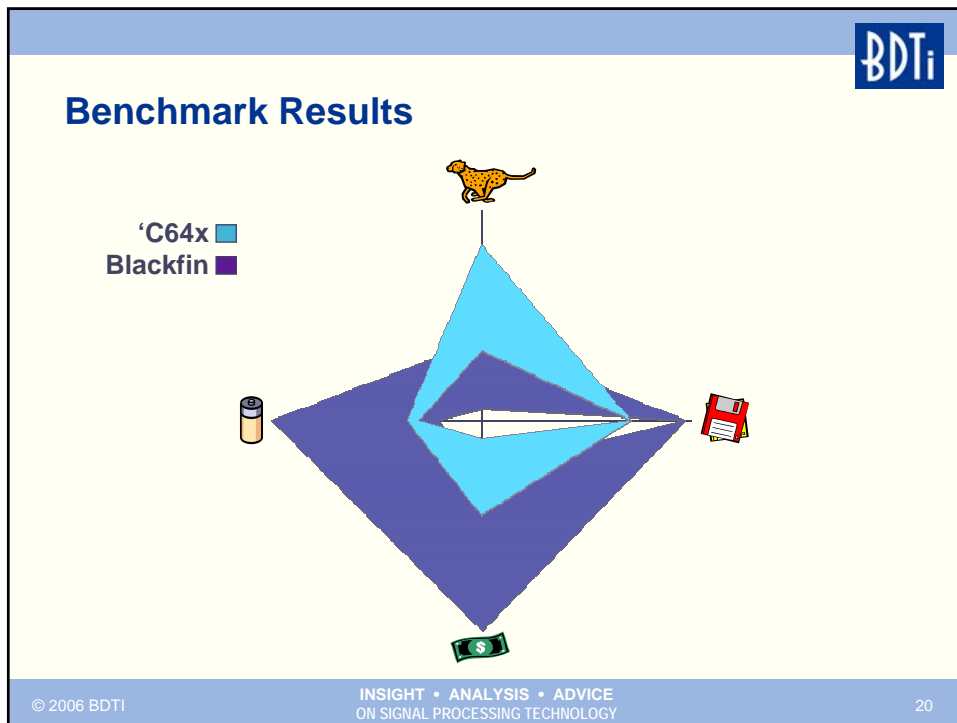 BDTi
Benchmark Results
‘C64x
Blackfin
$
© 2006 BDTI
INSIGHT • ANALYSIS • ADVICE
ON SIGNAL PROCESSING TECHNOLOGY
20